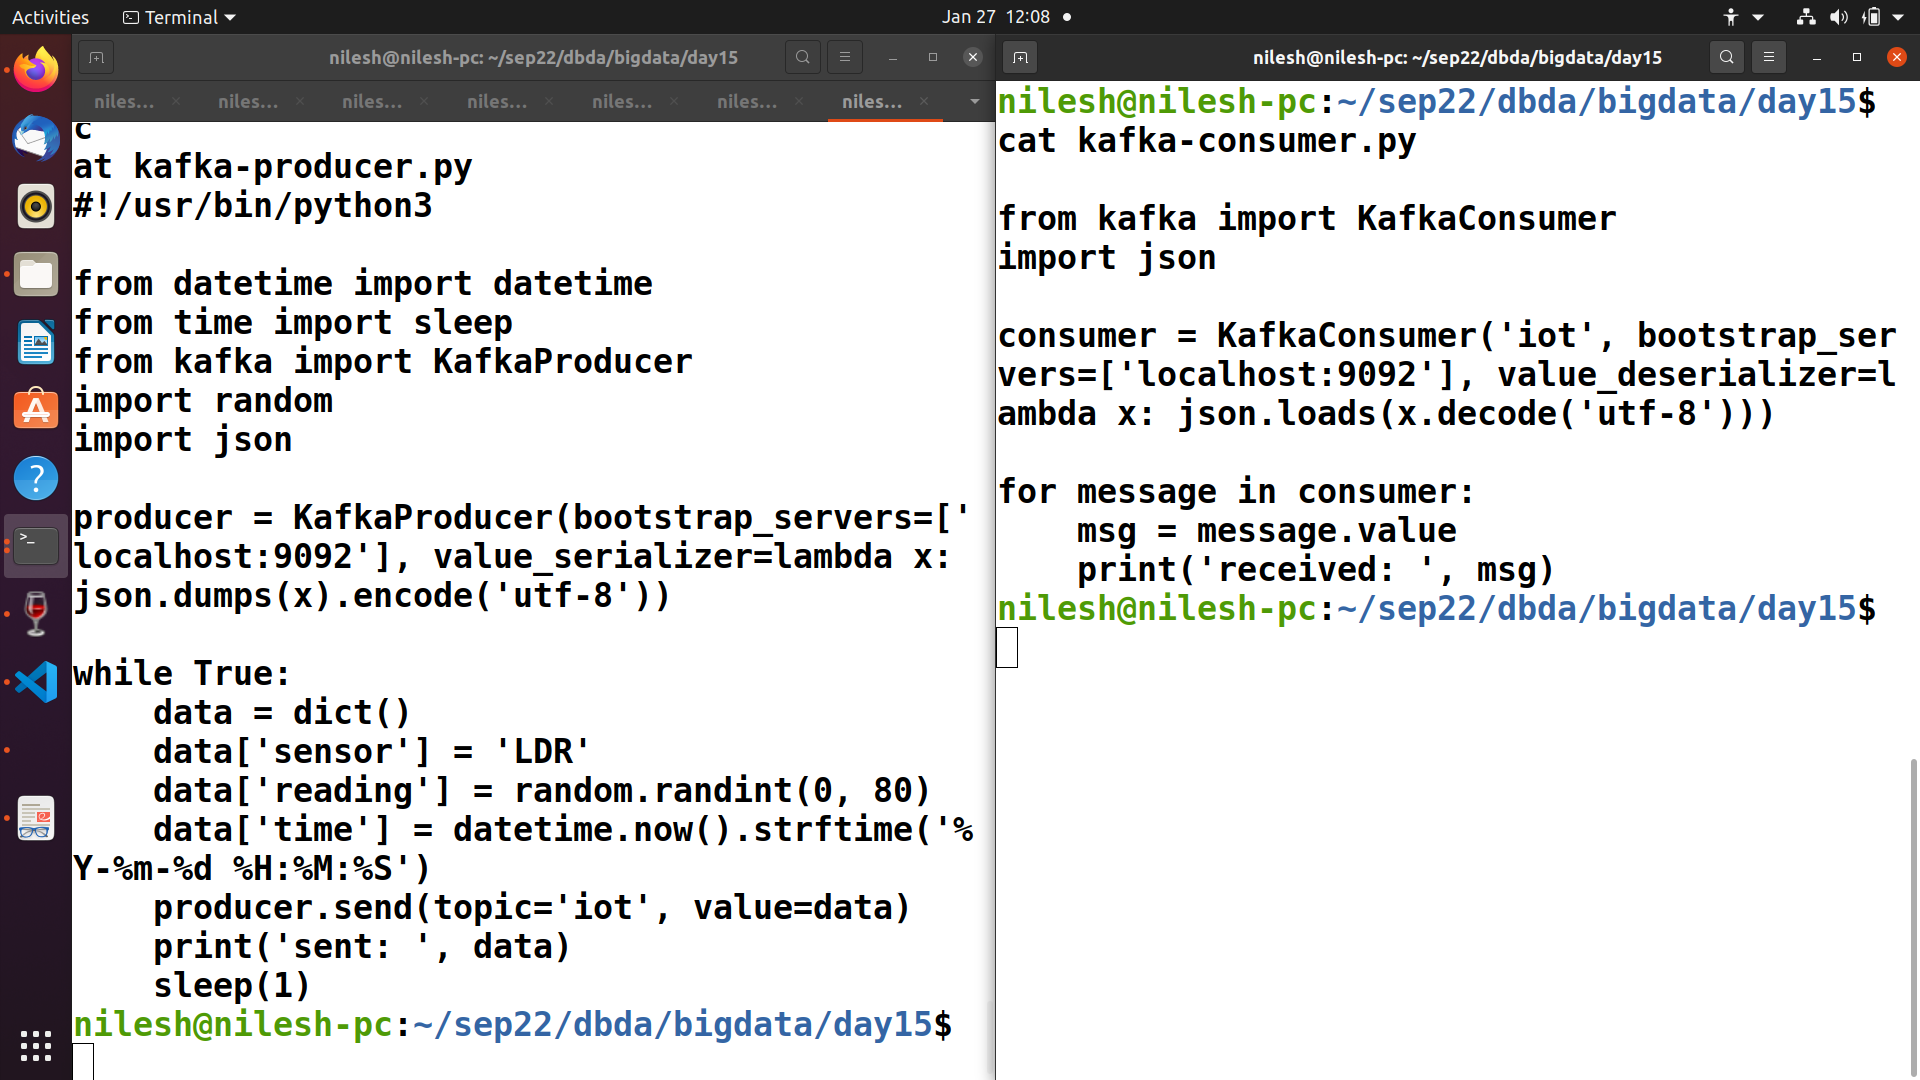 Activities
Terminal
Jan 27 12:08
nilesh@nilesh-pc: ~/sep22/dbda/bigdata/day15
niles...
niles...
niles...
niles...
niles...
niles...
niles...
c
at kafka-producer.py
#!/usr/bin/python3
from datetime import datetime
from time import sleep
from kafka import KafkaProducer
import random
import json
producer = KafkaProducer(bootstrap_servers=['
localhost:9092'], value_serializer=lambda x:
json.dumps(x).encode('utf-8'))
while True:
    data = dict()
    data['sensor'] = 'LDR'
    data['reading'] = random.randint(0, 80)
    data['time'] = datetime.now().strftime('%
Y-%m-%d %H:%M:%S')
    producer.send(topic='iot', value=data)
    print('sent: ', data)
    sleep(1)
nilesh@nilesh-pc:~/sep22/dbda/bigdata/day15$
nilesh@nilesh-pc: ~/sep22/dbda/bigdata/day15
nilesh@nilesh-pc:~/sep22/dbda/bigdata/day15$
cat kafka-consumer.py
from kafka import KafkaConsumer
import json
consumer = KafkaConsumer('iot', bootstrap_ser
vers=['localhost:9092'], value_deserializer=l
ambda x: json.loads(x.decode('utf-8')))
for message in consumer:
    msg = message.value
    print('received: ', msg)
nilesh@nilesh-pc:~/sep22/dbda/bigdata/day15$